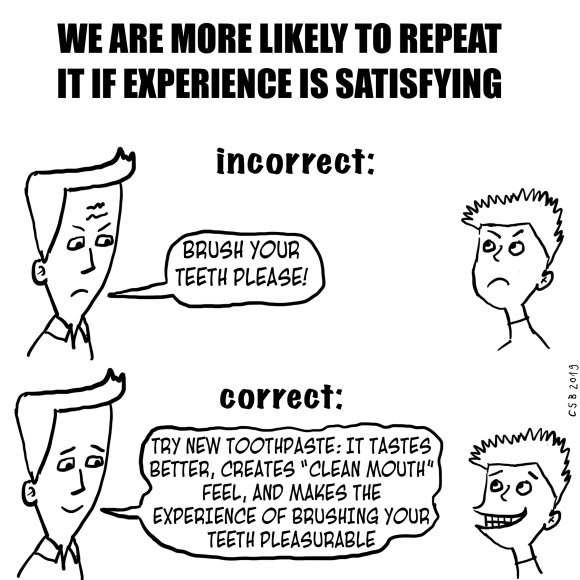 WE ARE MORE LIKELY TO REPEAT
IT IF EXPERIENCE IS SATISFYING
incorrect:
BRUSH YOUR
TEETH PLEASE!
correct:
TRY NEW TOOTHPASTE: IT TASTES
BETTER, CREATES "CLEAN MOUTH"
FEEL, AND MAKES THE
EXPERIENCE OF BRUSHING YOUR
TEETH PLEASURABLE
CSB 2019